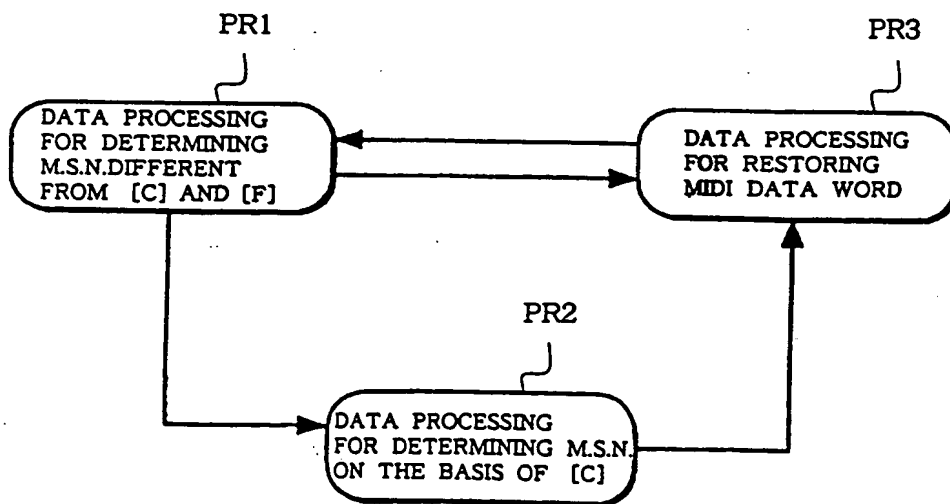 PR1
PR3
DATA PROCESSING
FOR DETERMINING
M.S.N.DIFFERENT
FROM [C] AND [F]
DATA PROCESSING
FOR RESTORING
MIDI DATA WORD
PR2
DATA PROCESSING
FOR DETERMINING M.S.N.
ON THE BASIS OF [C]